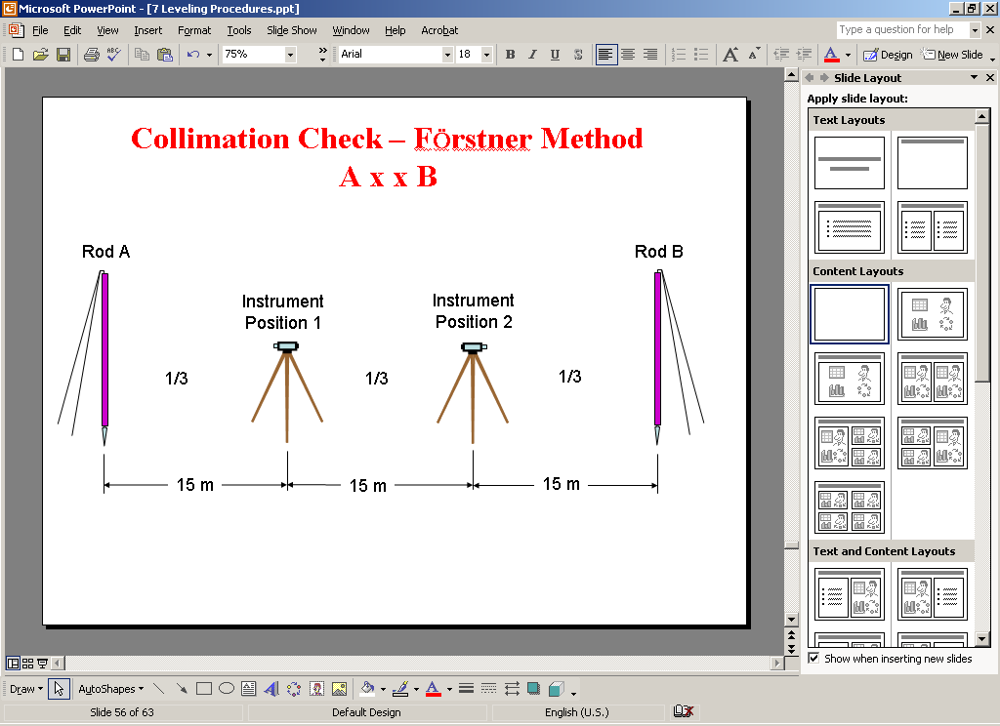 Microsoft PowerPoint - [7 Leveling Procedures.ppt]
File Edit View Insert Format Tools Slide Show Window Help Acrobat
Type a question for help
75% Arial 18 B I U S A A A Design New Slide
Slide Layout
Apply slide layout:
Text Layouts
Content Layouts
Text and Content Layouts
Show when inserting new slides
Collimation Check – FÖrstner Method
A x x B
Rod A
Rod B
Instrument
Position 1
Instrument
Position 2
1/3
1/3
1/3
15 m
15 m
15 m
Draw AutoShapes
Slide 56 of 63 Default Design English (U.S.)